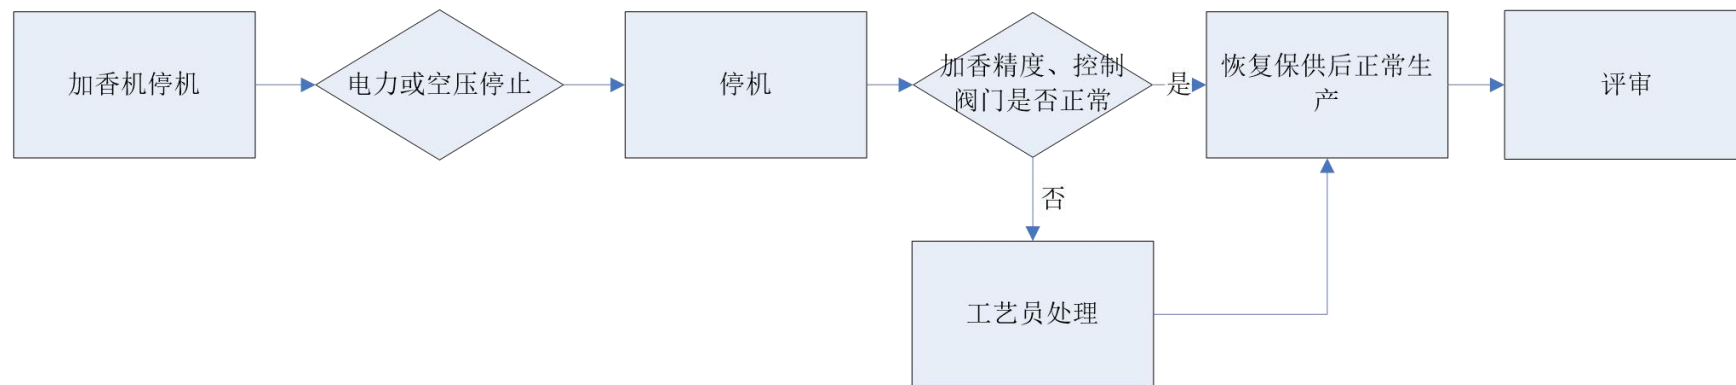 加香机停机
电力或空压停止
停机
加香精度、控制
阀门是否正常
是
恢复保供后正常生
产
评审
否
工艺员处理